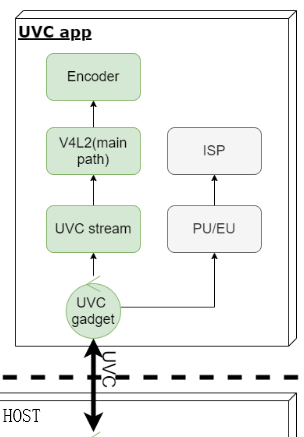 UVC app
Encoder
V4L2(main
path)
ISP
UVC stream
PU/EU
UVC
gadget
UVC
HOST